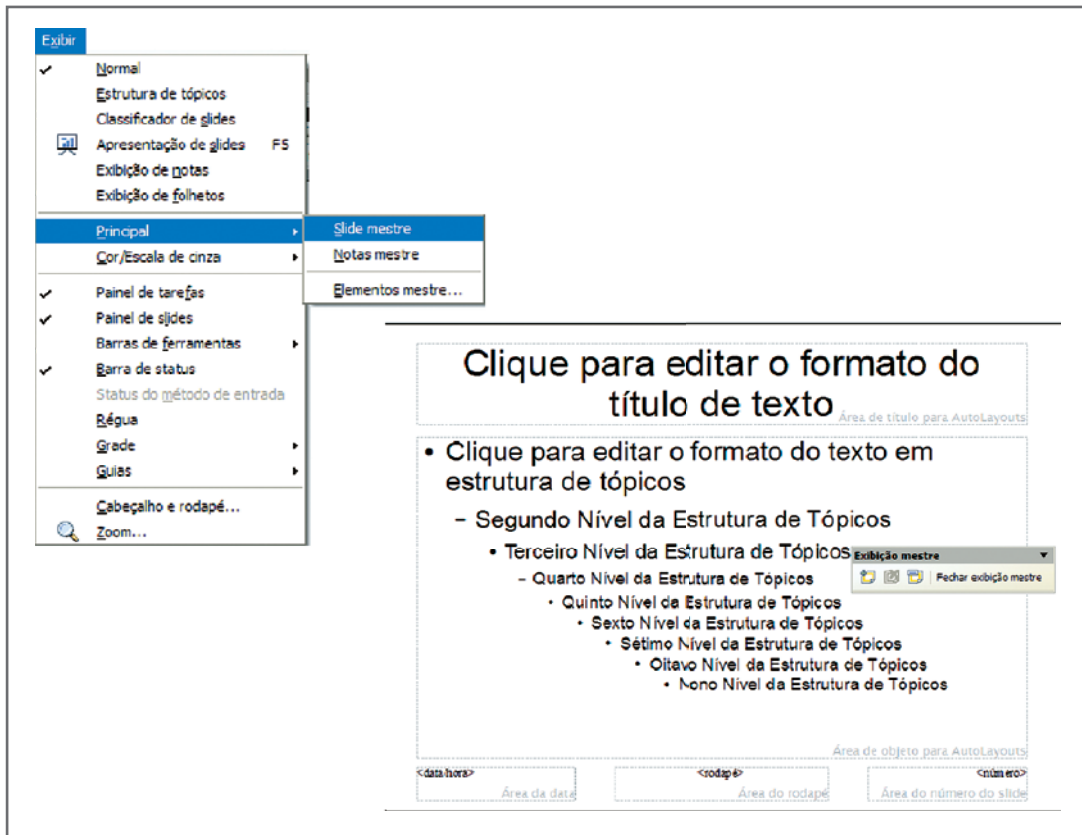 Exibir
Normal
Estrutura de tópicos
Classificador de slides
Apresentação de slides F5
Exibição de notas
Exibição de folhetos
Principal
Cor/Escala de cinza
Painel de tarefas
Painel de slides
Barras de ferramentas
Barra de status
Status do método de entrada
Régua
Grade
Guias
Cabeçalho e rodapé...
Zoom...
Slide mestre
Notas mestre
Elementos mestre...
Clique para editar o formato do
título de texto
Área de título para AutoLayouts
• Clique para editar o formato do texto em
estrutura de tópicos
– Segundo Nível da Estrutura de Tópicos
• Terceiro Nível da Estrutura de Tópicos
– Quarto Nível da Estrutura de Tópicos
• Quinto Nível da Estrutura de Tópicos
• Sexto Nível da Estrutura de Tópicos
• Sétimo Nível da Estrutura de Tópicos
• Oitavo Nível da Estrutura de Tópicos
• Nono Nível da Estrutura de Tópicos
Exibição mestre
Fechar exibição mestre
Área de objeto para AutoLayouts
<data/hora>
Área da data
<rodapé>
Área do rodapé
<número>
Área do número do slide